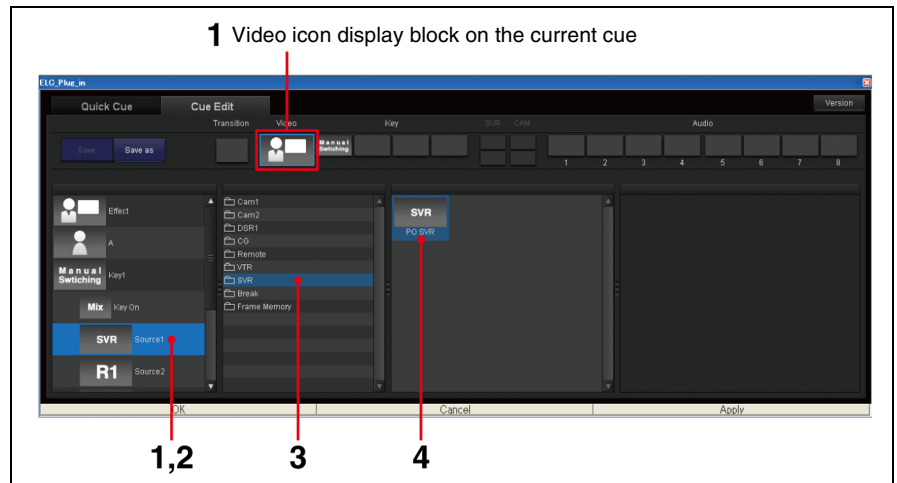 1 Video icon display block on the current cue
ELC_Plug_in
Quick Cue Cue Edit Version
Transition Video Key SVR CAM Audio
Save Save as
Manual
Swtiching
1 2 3 4 5 6 7 8
Effect
A
Manual
Swtiching
Key1
Mix Key On
SVR Source1
R1 Source2
Cam1
Cam2
DSR1
CG
Remote
VTR
SVR
Break
Frame Memory
SVR
PO SVR
OK Cancel Apply
1,2 3 4